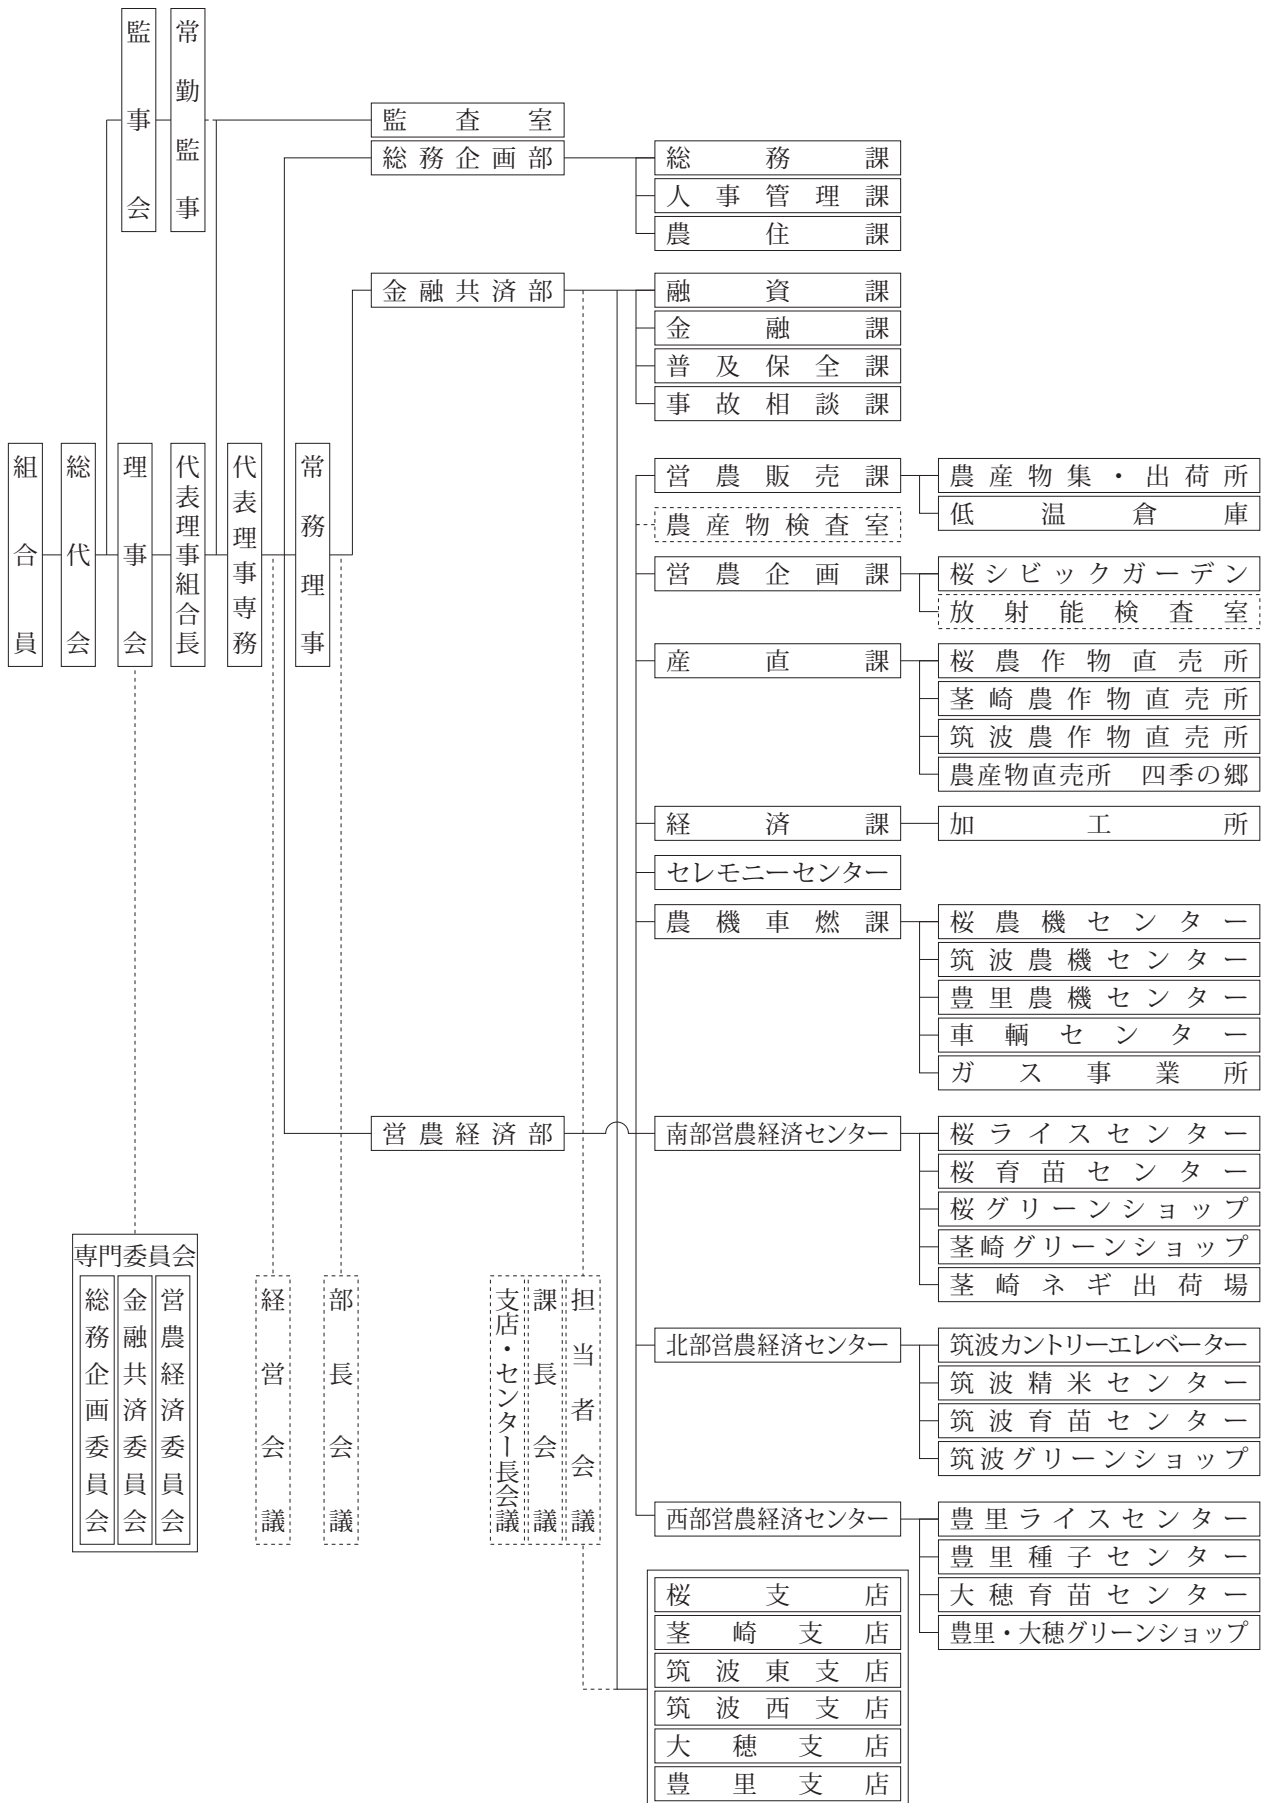 監事会
常勤監事
監査室
総務企画部
総務課
人事管理課
農住課
金融共済部
融資課
金融課
普及保全課
事故相談課
組合員
総代会
理事会
代表理事組合長
代表理事専務
常務理事
営農販売課
農産物集・出荷所
低温倉庫
農産物検査室
営農企画課
桜シビックガーデン
放射能検査室
産直課
桜農作物直売所
茎崎農作物直売所
筑波農作物直売所
農産物直売所　四季の郷
経済課
加工所
セレモニーセンター
農機車燃課
桜農機センター
筑波農機センター
豊里農機センター
車輌センター
ガス事業所
営農経済部
南部営農経済センター
桜ライスセンター
桜育苗センター
桜グリーンショップ
茎崎グリーンショップ
茎崎ネギ出荷場
北部営農経済センター
筑波カントリーエレベーター
筑波精米センター
筑波育苗センター
筑波グリーンショップ
西部営農経済センター
豊里ライスセンター
豊里種子センター
大穂育苗センター
豊里・大穂グリーンショップ
専門委員会
総務企画委員会
金融共済委員会
営農経済委員会
経営会議
部長会議
支店・センター長会議
課長会議
担当者会議
桜支店
茎崎支店
筑波東支店
筑波西支店
大穂支店
豊里支店